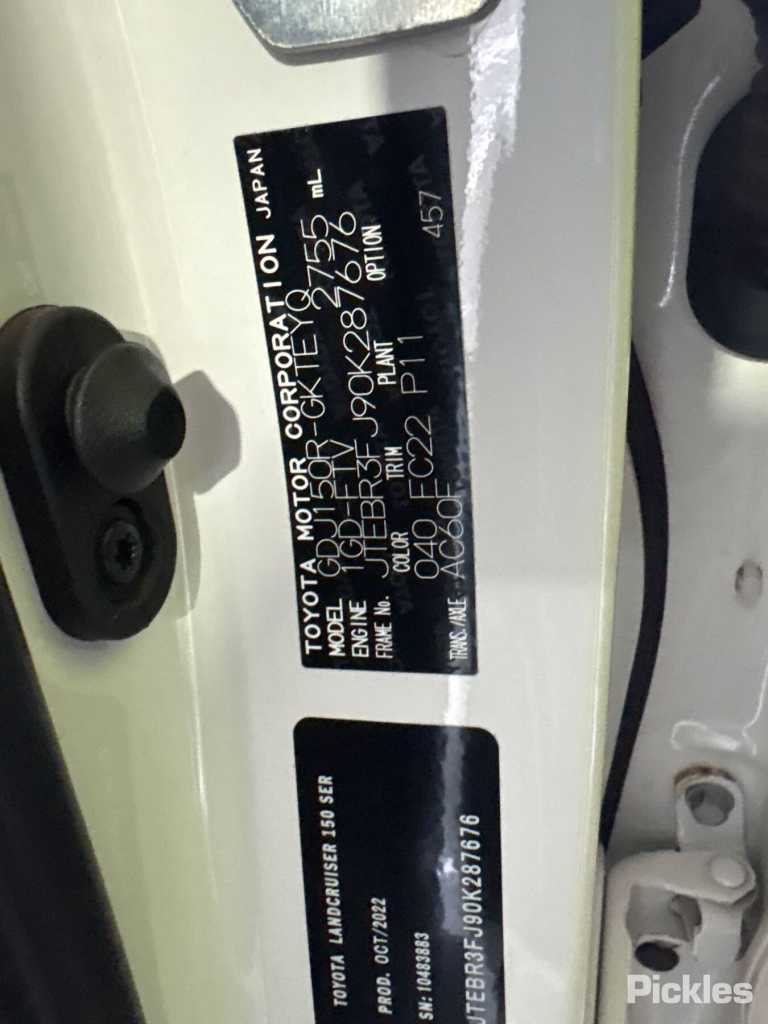 TOYOTA MOTOR CORPORATION JAPAN
MODEL GDJ150R-GKTEYQ
ENGINE 1GD-FTV 2755 mL
FRAME No. JTEBR3FJ90K287676
COLOR TRIM PLANT OPTION
040 FC22 P11
TRANS./AXLE AC60F 457
TOYOTA LANDCRUISER 150 SER
PROD. OCT/2022
SN: 10483883
JTEBR3FJ90K287676
Pickles